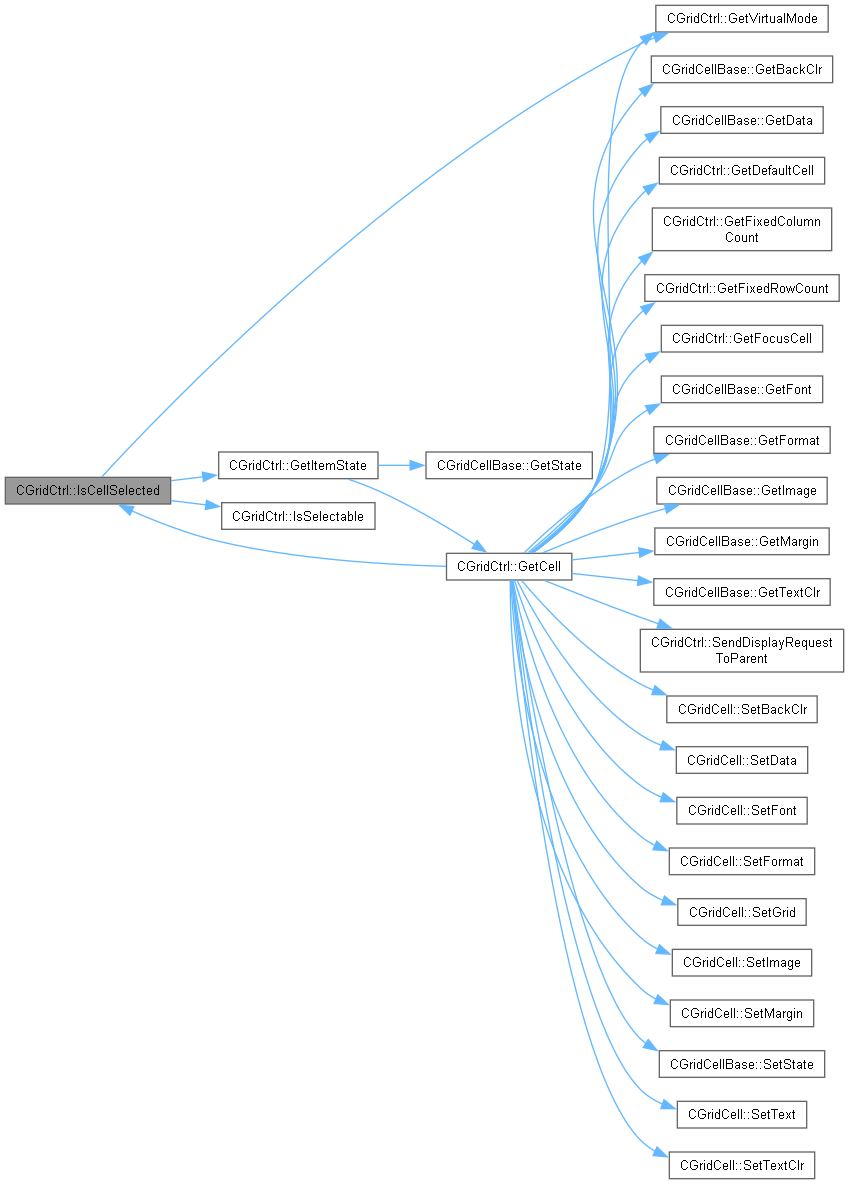 CGridCtrl::IsCellSelected
CGridCtrl::GetItemState
CGridCtrl::IsSelectable
CGridCellBase::GetState
CGridCtrl::GetCell
CGridCtrl::GetVirtualMode
CGridCellBase::GetBackClr
CGridCellBase::GetData
CGridCtrl::GetDefaultCell
CGridCtrl::GetFixedColumn
Count
CGridCtrl::GetFixedRowCount
CGridCtrl::GetFocusCell
CGridCellBase::GetFont
CGridCellBase::GetFormat
CGridCellBase::GetImage
CGridCellBase::GetMargin
CGridCellBase::GetTextClr
CGridCtrl::SendDisplayRequest
ToParent
CGridCell::SetBackClr
CGridCell::SetData
CGridCell::SetFont
CGridCell::SetFormat
CGridCell::SetGrid
CGridCell::SetImage
CGridCell::SetMargin
CGridCellBase::SetState
CGridCell::SetText
CGridCell::SetTextClr